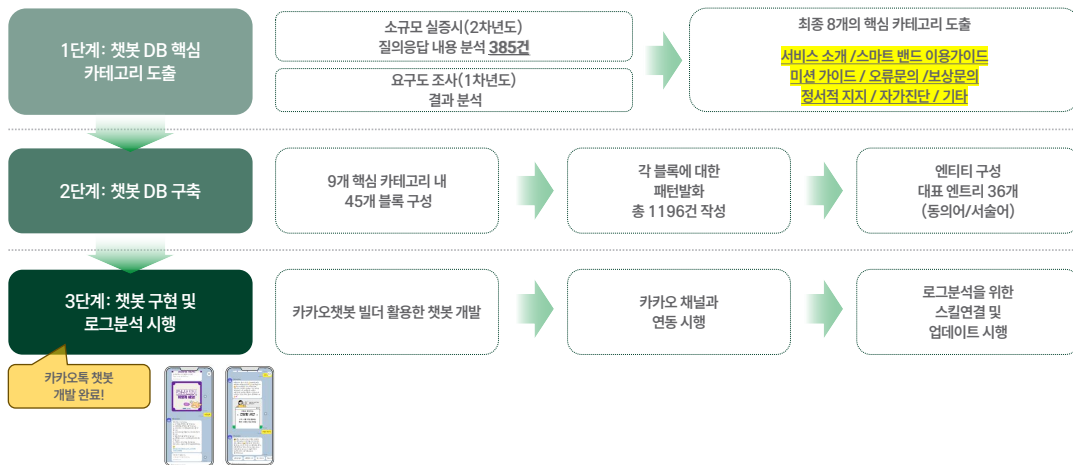 1단계: 챗봇 DB 핵심
카테고리 도출
소규모 실증시(2차년도)
질의응답 내용 분석 385건
요구도 조사(1차년도)
결과 분석
최종 8개의 핵심 카테고리 도출
서비스 소개 /스마트 밴드 이용가이드
미션 가이드 / 오류문의 /보상문의
정서적 지지 / 자가진단 / 기타
2단계: 챗봇 DB 구축
9개 핵심 카테고리 내
45개 블록 구성
각 블록에 대한
패턴발화
총 1196건 작성
엔티티 구성
대표 엔트리 36개
(동의어/서술어)
3단계: 챗봇 구현 및
로그분석 시행
카카오챗봇 빌더 활용한 챗봇 개발
카카오 채널과
연동 시행
로그분석을 위한
스킬연결 및
업데이트 시행
카카오톡 챗봇
개발 완료!